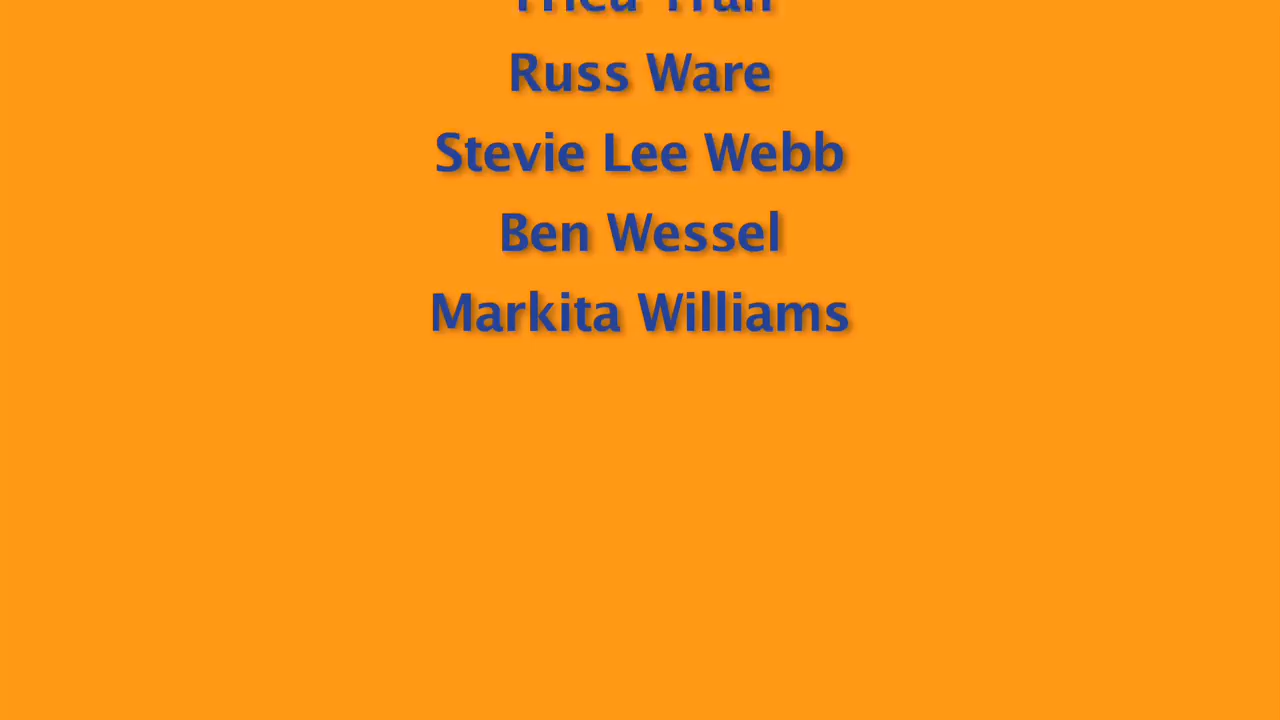 Russ Ware
Stevie Lee Webb
Ben Wessel
Markita Williams